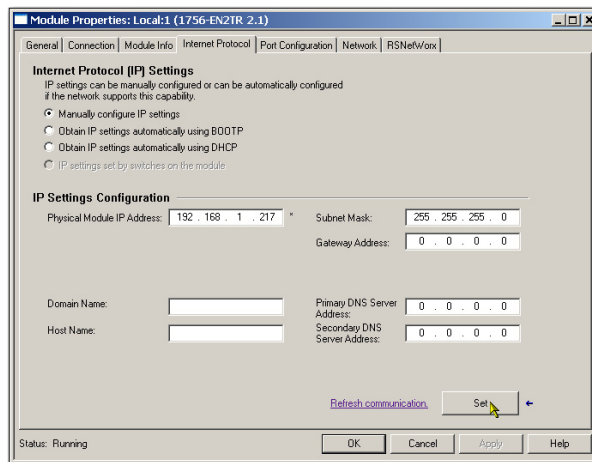 Module Properties: Local:1 (1756-EN2TR 2.1)
General Connection Module Info Internet Protocol Port Configuration Network RSNetWorx
Internet Protocol (IP) Settings
IP settings can be manually configured or can be automatically configured
if the network supports this capability.
Manually configure IP settings
Obtain IP settings automatically using BOOTP
Obtain IP settings automatically using DHCP
IP settings set by switches on the module
IP Settings Configuration
Physical Module IP Address: 192 . 168 . 1 . 217 * Subnet Mask: 255 . 255 . 255 . 0
Gateway Address: 0 . 0 . 0 . 0
Domain Name: Primary DNS Server
Address: 0 . 0 . 0 . 0
Host Name: Secondary DNS
Server Address: 0 . 0 . 0 . 0
Refresh communication. Set
Status: Running OK Cancel Apply Help